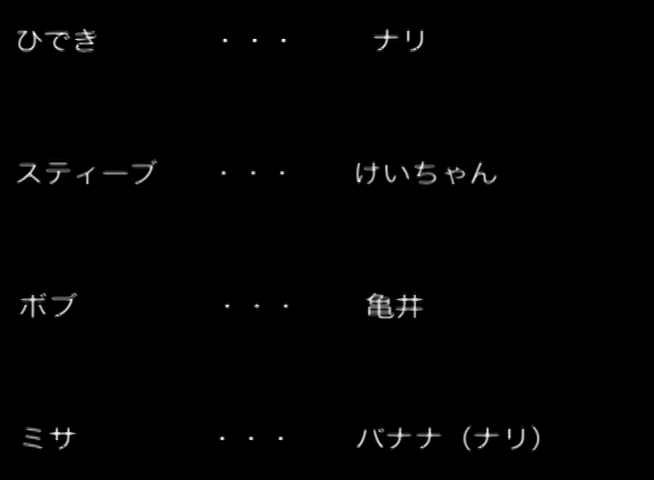 ひでき ・・・ ナリ
スティーブ ・・・ けいちゃん
ボブ ・・・ 亀井
ミサ ・・・ バナナ（ナリ）